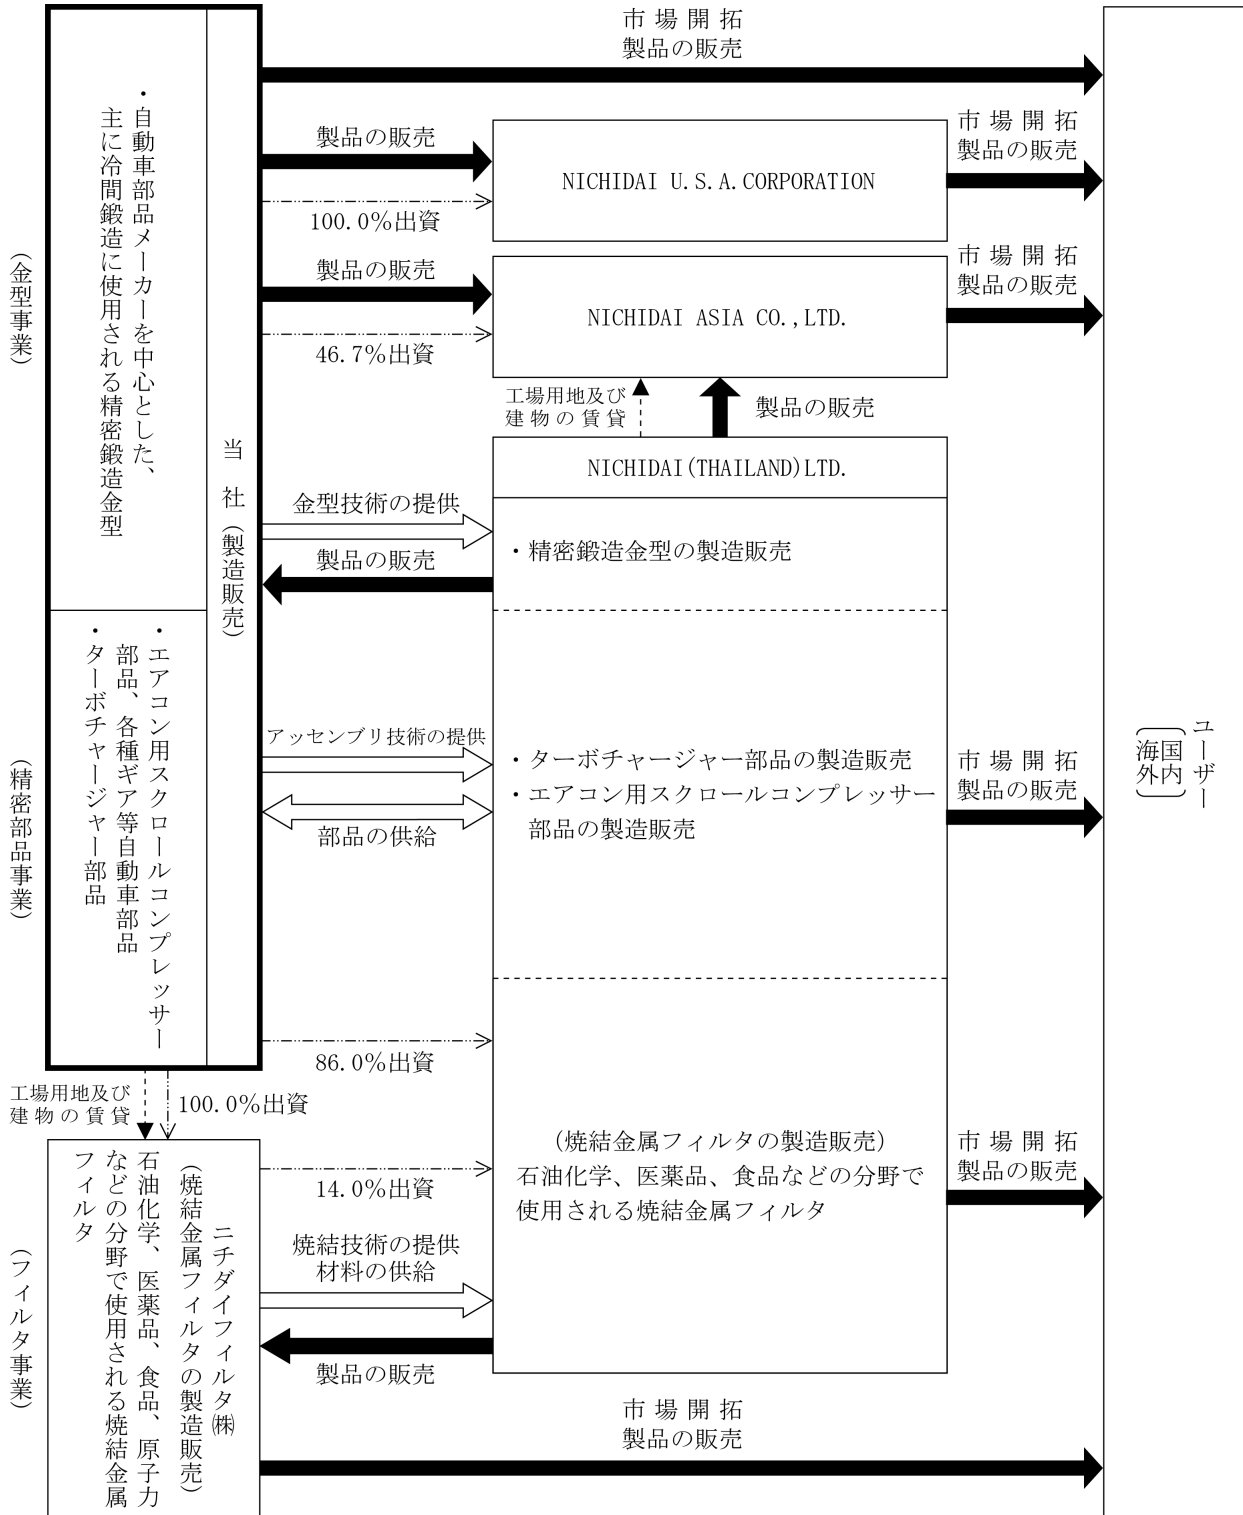 市場開拓
製品の販売
(金型事業)
・自動車部品メーカーを中心とした、
主に冷間鍛造に使用される精密鍛造金型
当　社(製造販売)
製品の販売
100.0%出資
NICHIDAI U.S.A.CORPORATION
市場開拓
製品の販売
製品の販売
46.7%出資
NICHIDAI ASIA CO.,LTD.
市場開拓
製品の販売
工場用地及び
建物の賃貸
製品の販売
NICHIDAI(THAILAND)LTD.
金型技術の提供
製品の販売
・精密鍛造金型の製造販売
(精密部品事業)
・エアコン用スクロールコンプレッサー
部品、各種ギア等自動車部品
・ターボチャージャー部品
アッセンブリ技術の提供
部品の供給
・ターボチャージャー部品の製造販売
・エアコン用スクロールコンプレッサー
部品の製造販売
市場開拓
製品の販売
ユーザー
国内
海外
86.0%出資
工場用地及び
建物の賃貸
100.0%出資
14.0%出資
(焼結金属フィルタの製造販売)
石油化学、医薬品、食品などの分野で
使用される焼結金属フィルタ
市場開拓
製品の販売
(フィルタ事業)
ニチダイフィルタ㈱
(焼結金属フィルタの製造販売)
石油化学、医薬品、食品、原子力
などの分野で使用される焼結金属
フィルタ
焼結技術の提供
材料の供給
製品の販売
市場開拓
製品の販売